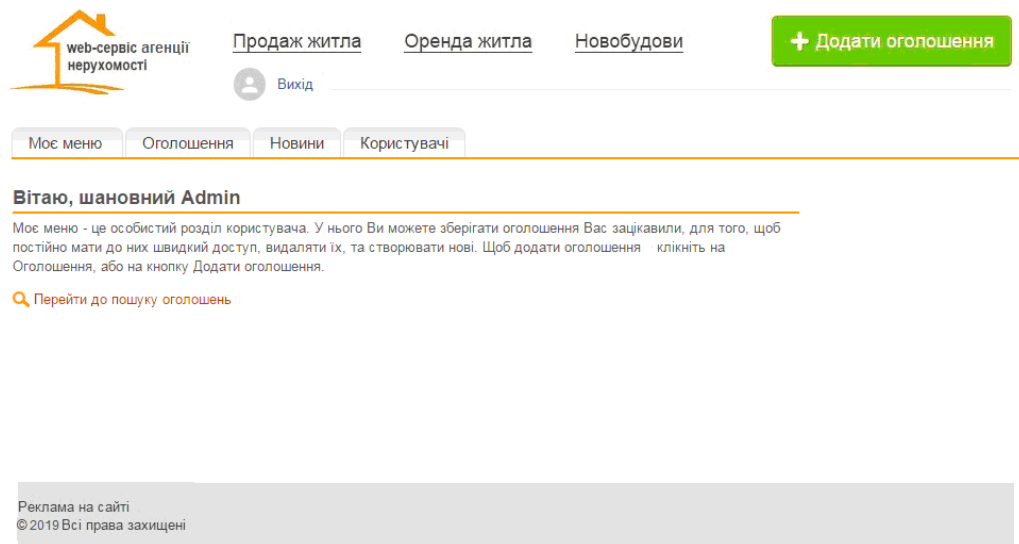 web-сервіс агенції
нерухомості
Продаж житла
Оренда житла
Новобудови
Додати оголошення
Вихід
Моє меню
Оголошення
Новини
Користувачі
Вітаю, шановний Admin
Моє меню - це особистий розділ користувача. У нього Ви можете зберігати оголошення Вас зацікавили, для того, щоб
постійно мати до них швидкий доступ, видаляти їх, та створювати нові. Щоб додати оголошення клікніть на
Оголошення, або на кнопку Додати оголошення.
Перейти до пошуку оголошень
Реклама на сайті
© 2019 Всі права захищені